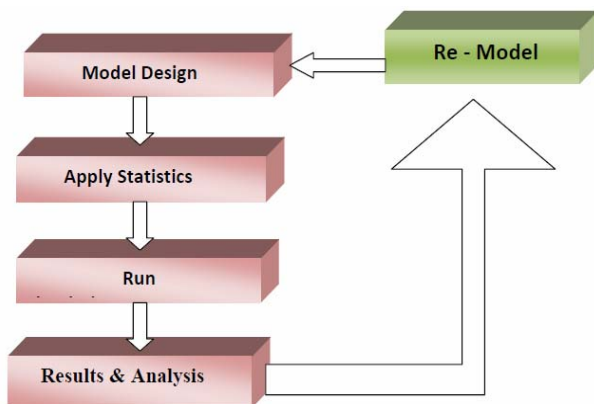 Re - Model
Model Design
Apply Statistics
Run
Results & Analysis